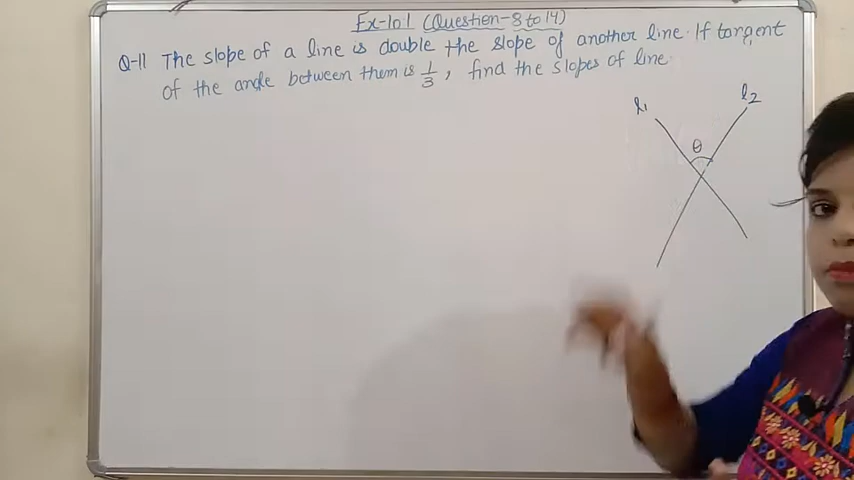 Ex-10.1 (Question-8 to 14)
Q-11 The slope of a line is double the slope of another line. If tangent
of the angle between them is 1/3, find the slopes of line.
l₁ l₂
θ